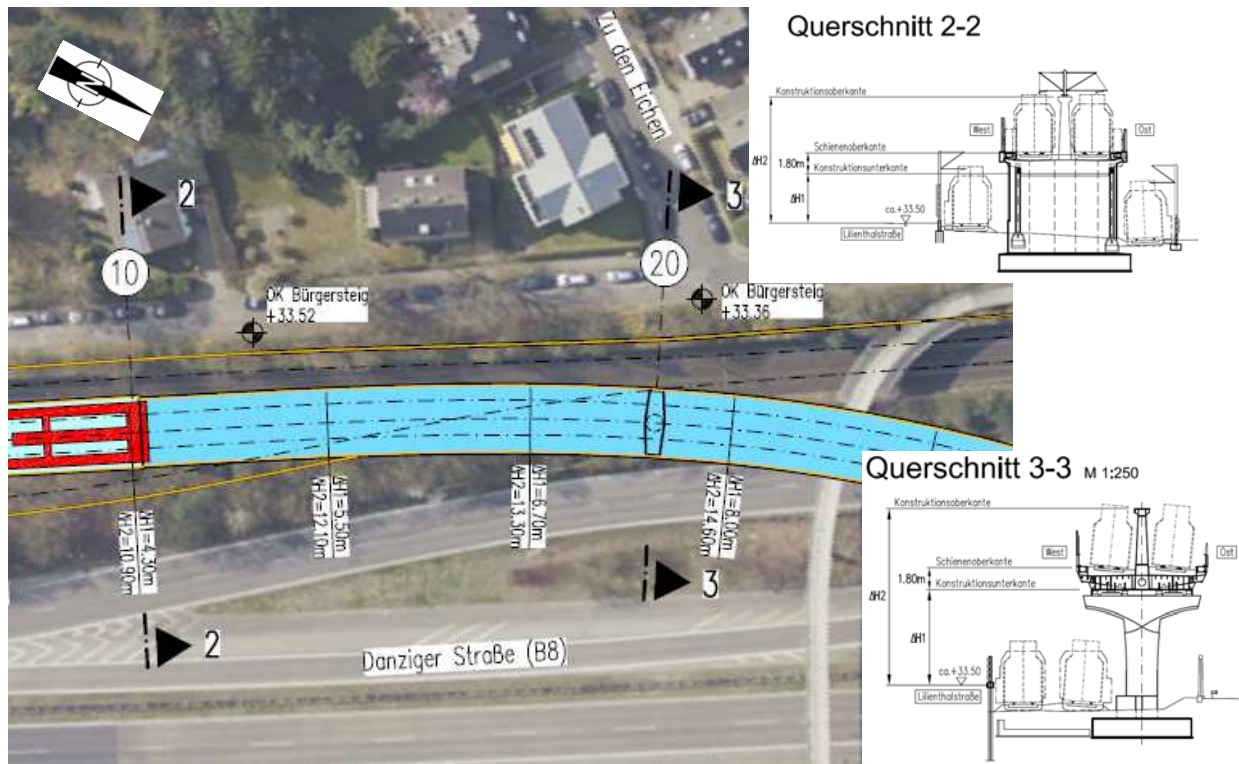 Querschnitt 2-2
Konstruktionsoberkante
West
Ost
Schienenoberkante
1.80m
Konstruktionsunterkante
ΔH2
ΔH1
ca.+33.50
Lilienthalstraße
N
Zu den Eichen
2
3
10
20
OK Bürgersteig
+33.52
OK Bürgersteig
+33.36
ΔH1=4.30m
ΔH2=10.90m
ΔH1=5.50m
ΔH2=12.10m
ΔH1=6.70m
ΔH2=13.30m
ΔH1=8.00m
ΔH2=14.60m
2
3
Danziger Straße (B8)
Querschnitt 3-3 M 1:250
Konstruktionsoberkante
West
Ost
Schienenoberkante
1.80m
Konstruktionsunterkante
ΔH2
ΔH1
ca.+33.50
Lilienthalstraße